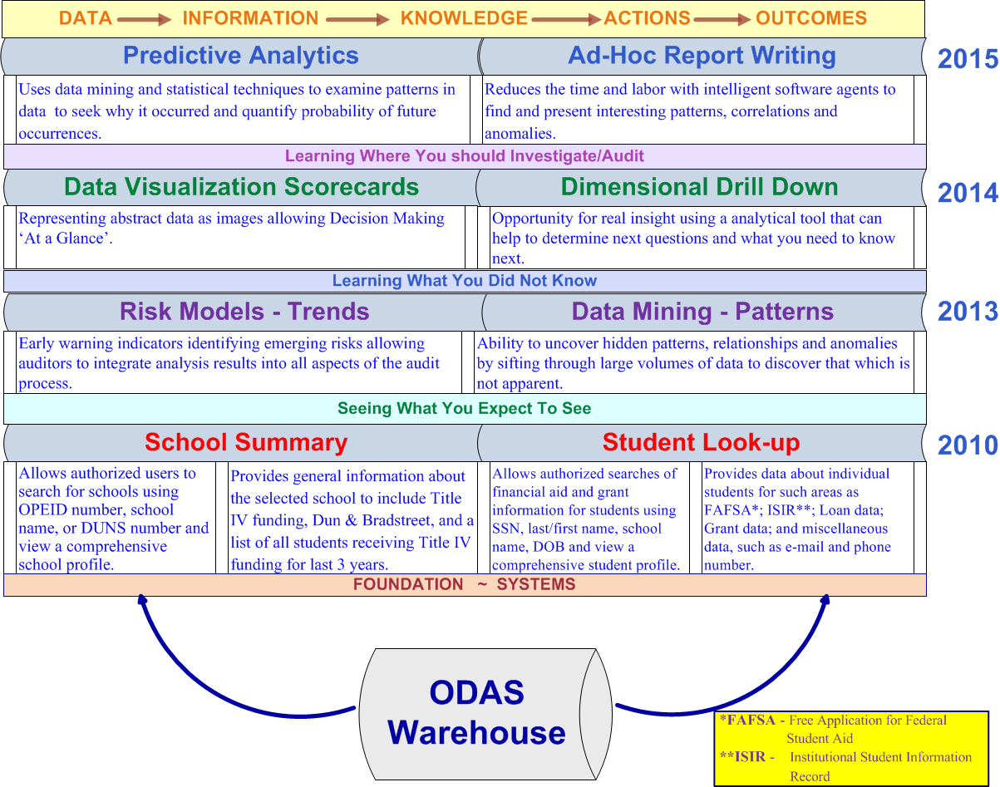 DATA INFORMATION KNOWLEDGE ACTIONS OUTCOMES
Predictive Analytics
Uses data mining and statistical techniques to examine patterns in
data to seek why it occurred and quantify probability of future
occurrences.
Ad-Hoc Report Writing
Reduces the time and labor with intelligent software agents to
find and present interesting patterns, correlations and
anomalies.
2015
Learning Where You should Investigate/Audit
Data Visualization Scorecards
Representing abstract data as images allowing Decision Making
‘At a Glance’.
Dimensional Drill Down
Opportunity for real insight using a analytical tool that can
help to determine next questions and what you need to know
next.
2014
Learning What You Did Not Know
Risk Models - Trends
Early warning indicators identifying emerging risks allowing
auditors to integrate analysis results into all aspects of the audit
process.
Data Mining - Patterns
Ability to uncover hidden patterns, relationships and anomalies
by sifting through large volumes of data to discover that which is
not apparent.
2013
Seeing What You Expect To See
School Summary
Allows authorized users to
search for schools using
OPEID number, school
name, or DUNS number and
view a comprehensive
school profile.
Provides general information about
the selected school to include Title
IV funding, Dun & Bradstreet, and a
list of all students receiving Title IV
funding for last 3 years.
Student Look-up
Allows authorized searches of
financial aid and grant
information for students using
SSN, last/first name, school
name, DOB and view a
comprehensive student profile.
Provides data about individual
students for such areas as
FAFSA*; ISIR**; Loan data;
Grant data; and miscellaneous
data, such as e-mail and phone
number.
2010
FOUNDATION ~ SYSTEMS
ODAS
Warehouse
*FAFSA - Free Application for Federal
Student Aid
**ISIR - Institutional Student Information
Record